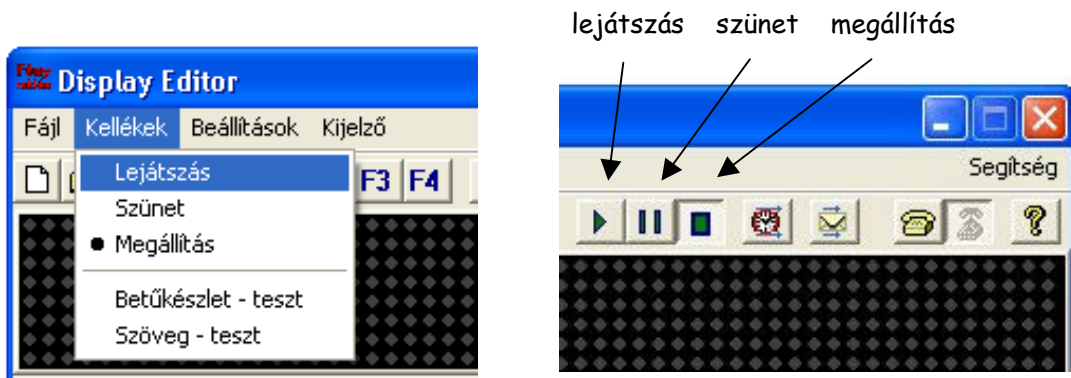 lejátszás szünet megállítás
Fény
Display Editor
Fájl Kellékek Beállítások Kijelző
Lejátszás
Szünet
Megállítás
Betűkészlet - teszt
Szöveg - teszt
F3 F4
Segítség
?